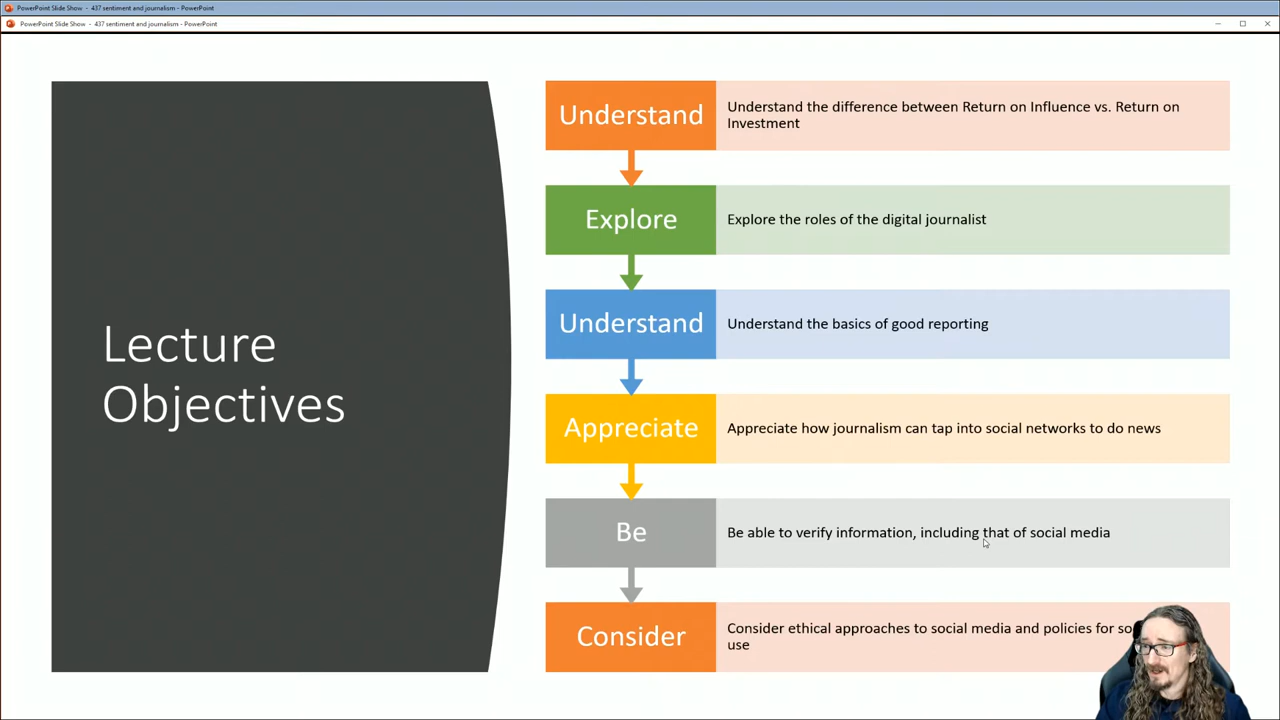 PowerPoint Slide Show - 437 sentiment and journalism - PowerPoint
PowerPoint Slide Show - 437 sentiment and journalism - PowerPoint
Lecture
Objectives
Understand
Understand the difference between Return on Influence vs. Return on
Investment
Explore
Explore the roles of the digital journalist
Understand
Understand the basics of good reporting
Appreciate
Appreciate how journalism can tap into social networks to do news
Be
Be able to verify information, including that of social media
Consider
Consider ethical approaches to social media and policies for
use